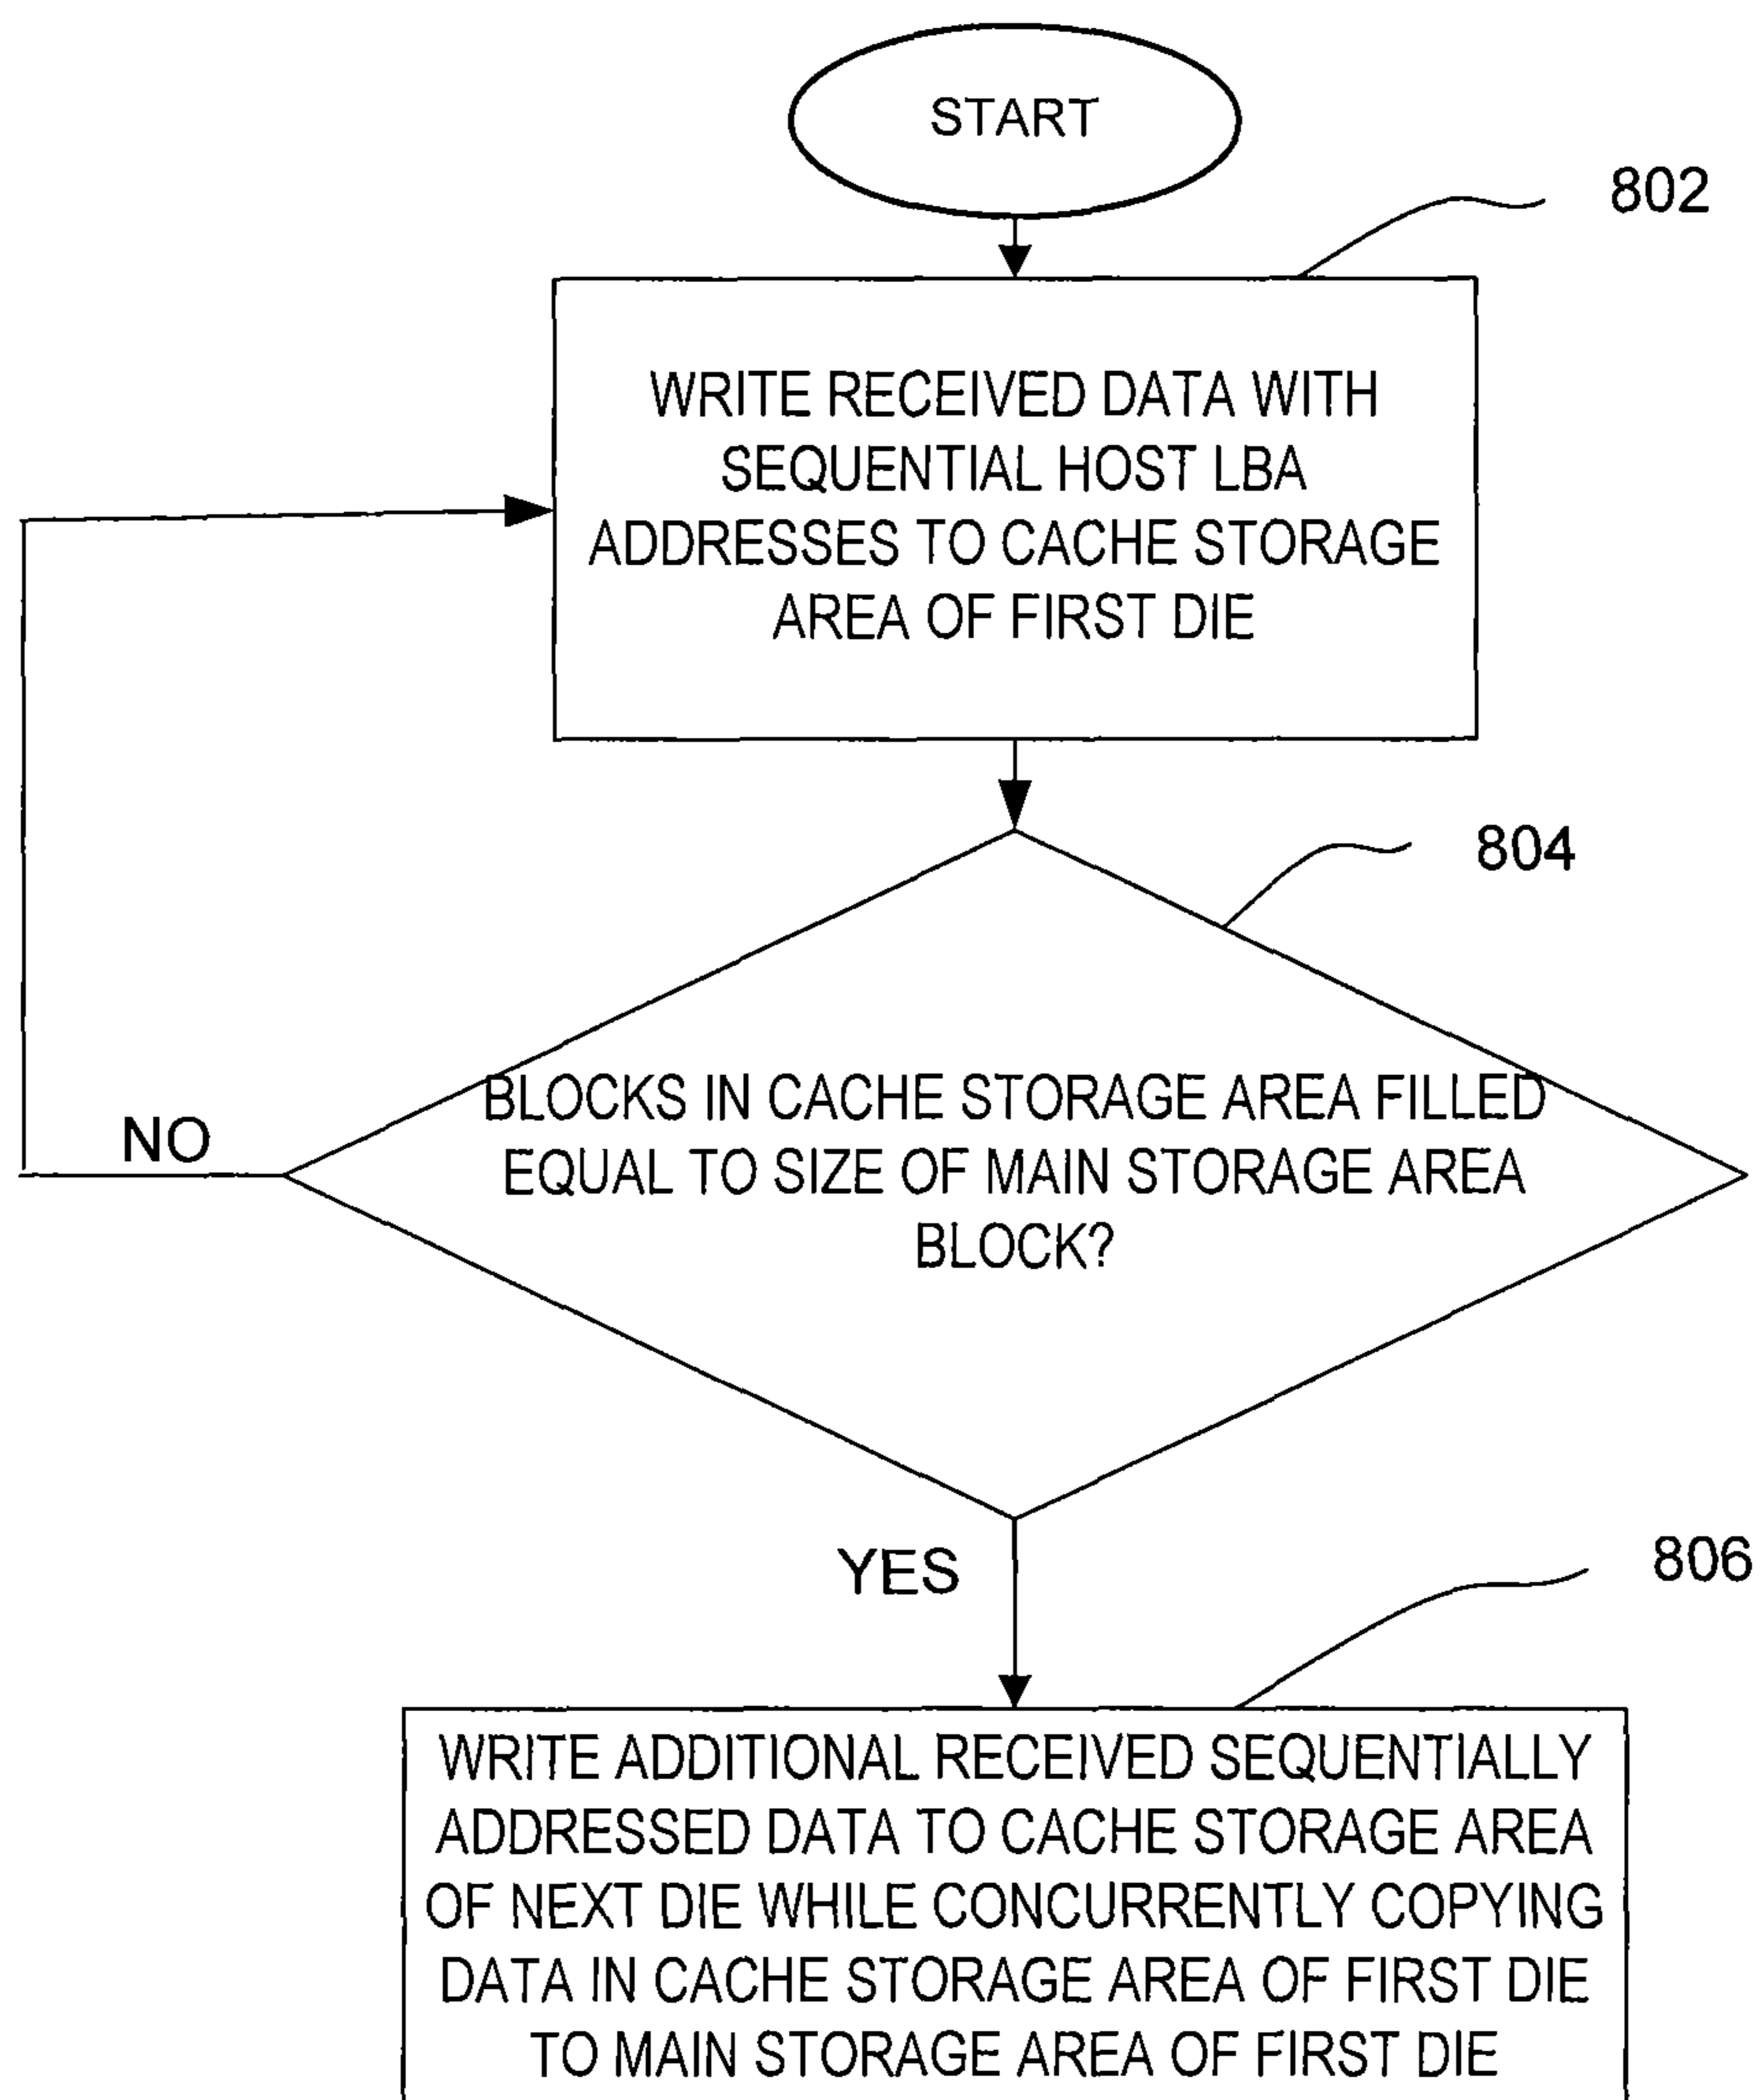 START
802
WRITE RECEIVED DATA WITH
SEQUENTIAL HOST LBA
ADDRESSES TO CACHE STORAGE
AREA OF FIRST DIE
804
BLOCKS IN CACHE STORAGE AREA FILLED
EQUAL TO SIZE OF MAIN STORAGE AREA
BLOCK?
NO
YES
806
WRITE ADDITIONAL RECEIVED SEQUENTIALLY
ADDRESSED DATA TO CACHE STORAGE AREA
OF NEXT DIE WHILE CONCURRENTLY COPYING
DATA IN CACHE STORAGE AREA OF FIRST DIE
TO MAIN STORAGE AREA OF FIRST DIE